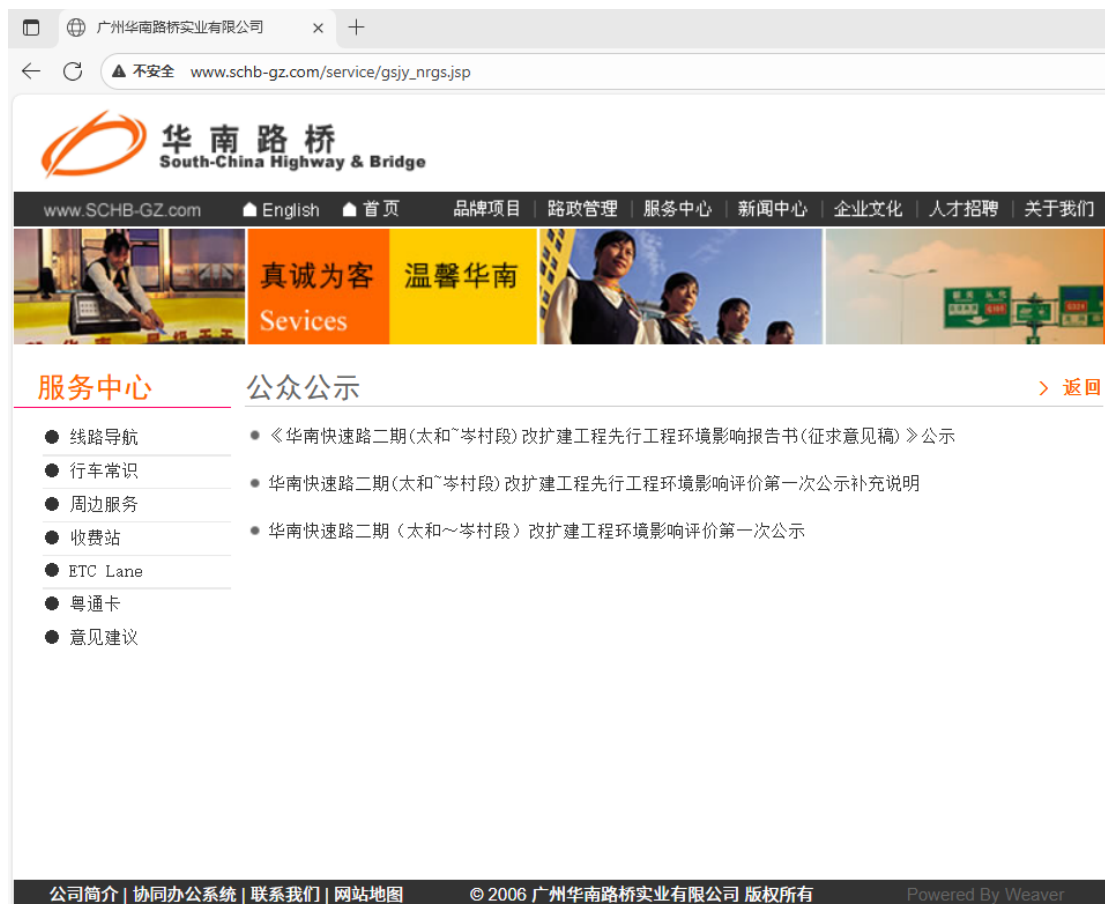 广州华南路桥实业有限公司
不安全 www.schb-gz.com/service/gsjy_nrgs.jsp
华南路桥
South-China Highway & Bridge
www.SCHB-GZ.com English 首页 品牌项目 | 路政管理 | 服务中心 | 新闻中心 | 企业文化 | 人才招聘 | 关于我们
真诚为客 温馨华南
Sevices
服务中心
线路导航
行车常识
周边服务
收费站
ETC Lane
粤通卡
意见建议
公众公示 > 返回
《华南快速路二期(太和~岑村段)改扩建工程先行工程环境影响报告书(征求意见稿)》公示
华南快速路二期(太和~岑村段)改扩建工程先行工程环境影响评价第一次公示补充说明
华南快速路二期（太和～岑村段）改扩建工程环境影响评价第一次公示
公司简介 | 协同办公系统 | 联系我们 | 网站地图 © 2006 广州华南路桥实业有限公司 版权所有 Powered By Weaver